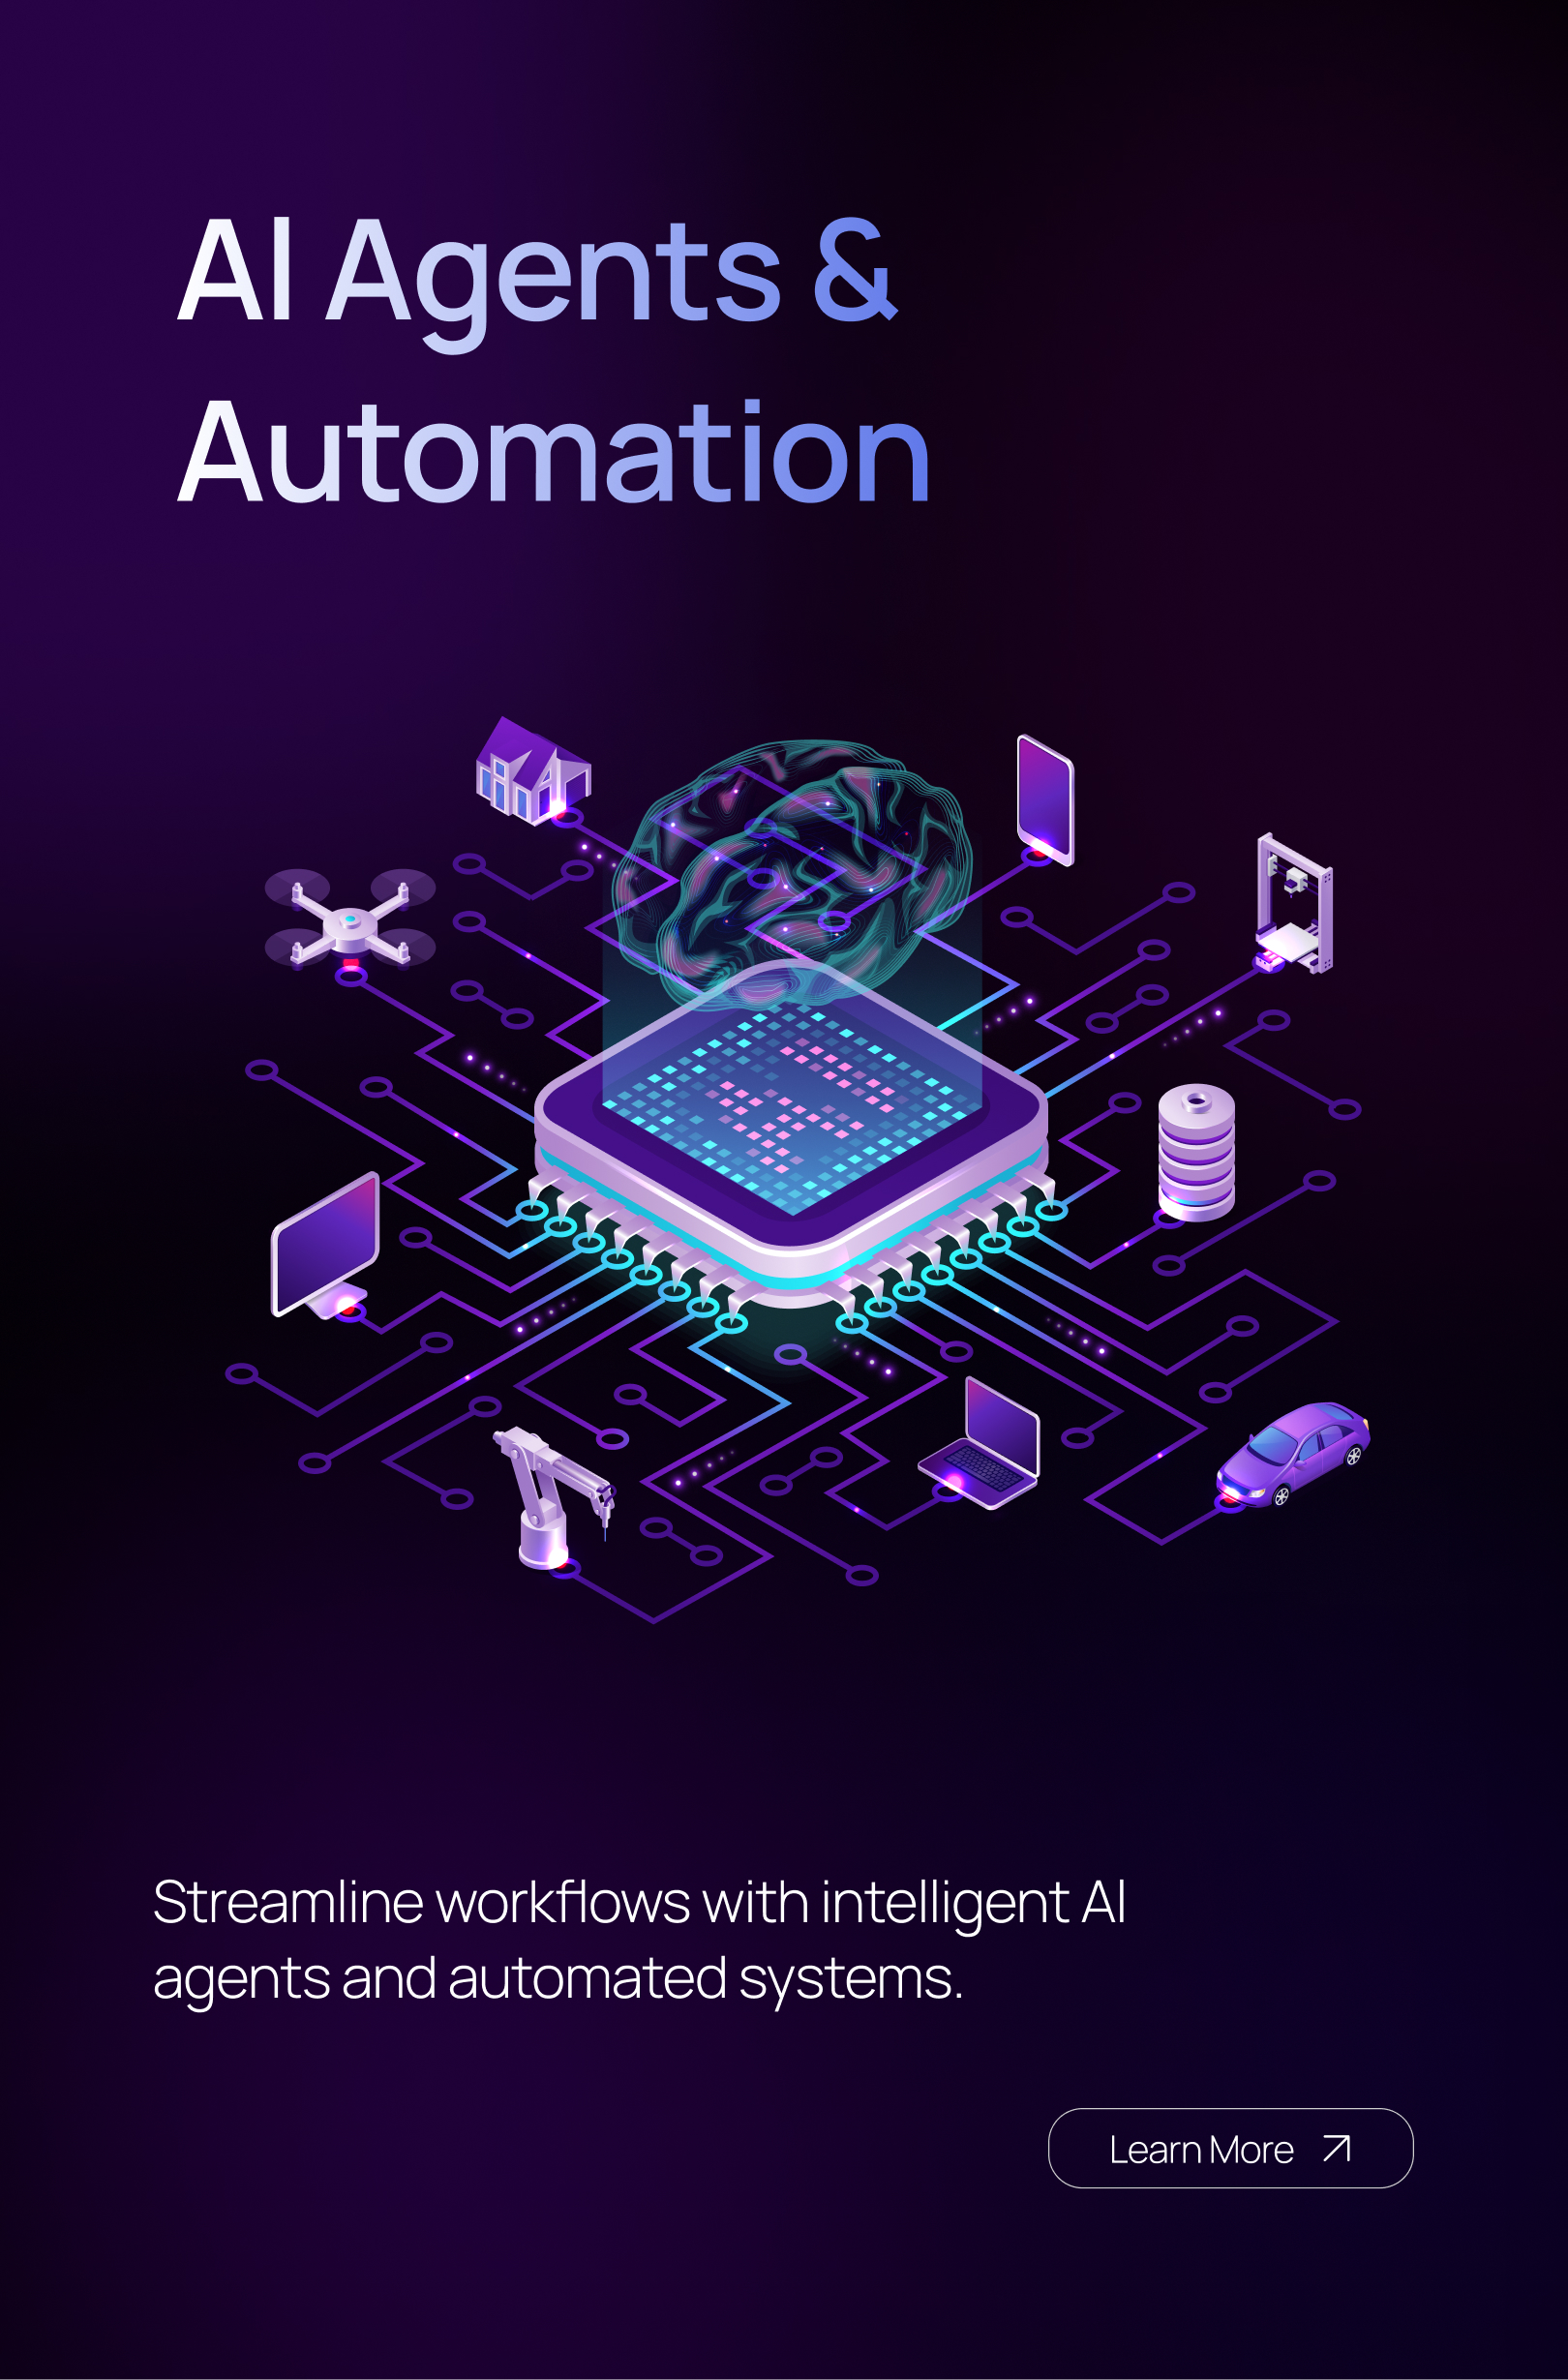 AI Agents &
Automation
Streamline workflows with intelligent AI
agents and automated systems.
Learn More